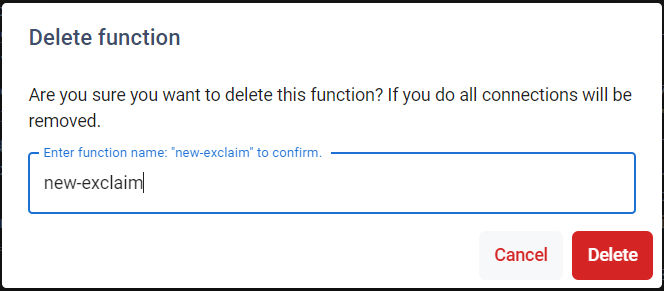 Delete function
Are you sure you want to delete this function? If you do all connections will be
removed.
Enter function name: "new-exclaim" to confirm.
new-exclaim
Cancel Delete